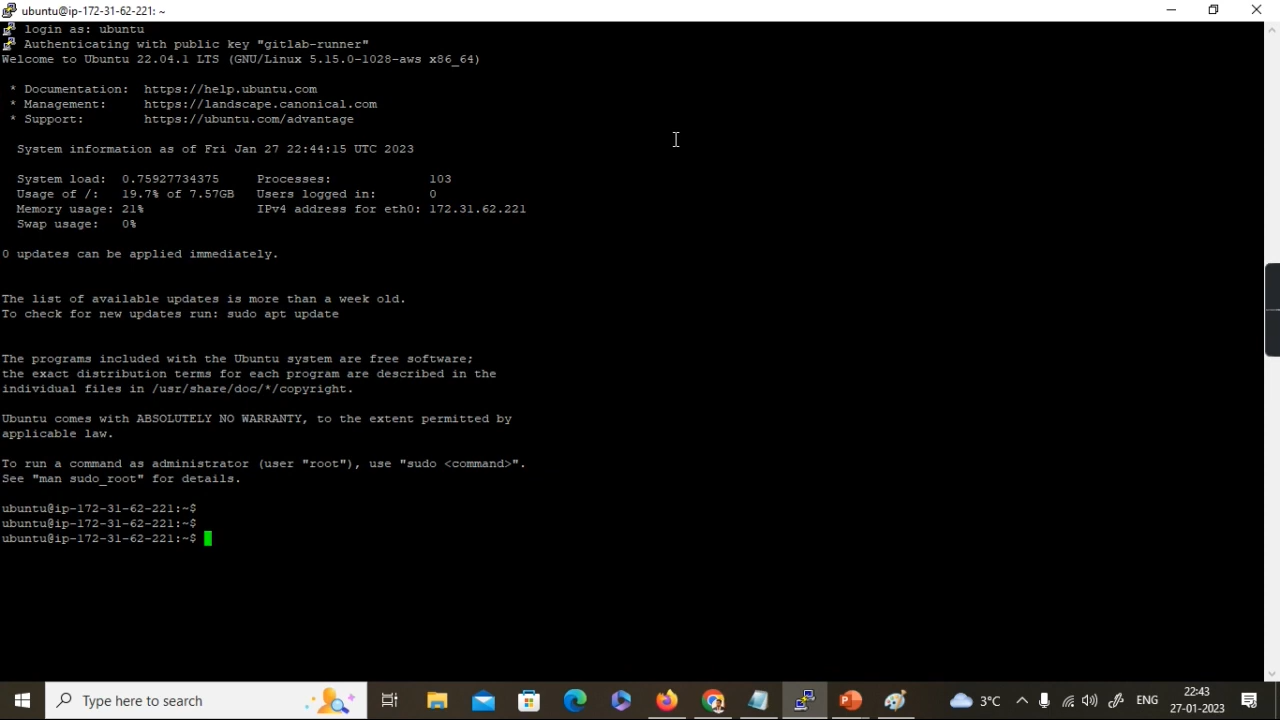 ubuntu@ip-172-31-62-221: ~
login as: ubuntu
Authenticating with public key "gitlab-runner"
Welcome to Ubuntu 22.04.1 LTS (GNU/Linux 5.15.0-1028-aws x86_64)
* Documentation:  https://help.ubuntu.com
* Management:     https://landscape.canonical.com
* Support:        https://ubuntu.com/advantage
System information as of Fri Jan 27 22:44:15 UTC 2023
System load:  0.75927734375     Processes:             103
Usage of /:   19.7% of 7.57GB   Users logged in:       0
Memory usage: 21%               IPv4 address for eth0: 172.31.62.221
Swap usage:   0%
0 updates can be applied immediately.
The list of available updates is more than a week old.
To check for new updates run: sudo apt update
The programs included with the Ubuntu system are free software;
the exact distribution terms for each program are described in the
individual files in /usr/share/doc/*/copyright.
Ubuntu comes with ABSOLUTELY NO WARRANTY, to the extent permitted by
applicable law.
To run a command as administrator (user "root"), use "sudo <command>".
See "man sudo_root" for details.
ubuntu@ip-172-31-62-221:~$
ubuntu@ip-172-31-62-221:~$
ubuntu@ip-172-31-62-221:~$
Type here to search
3°C
ENG
22:43
27-01-2023